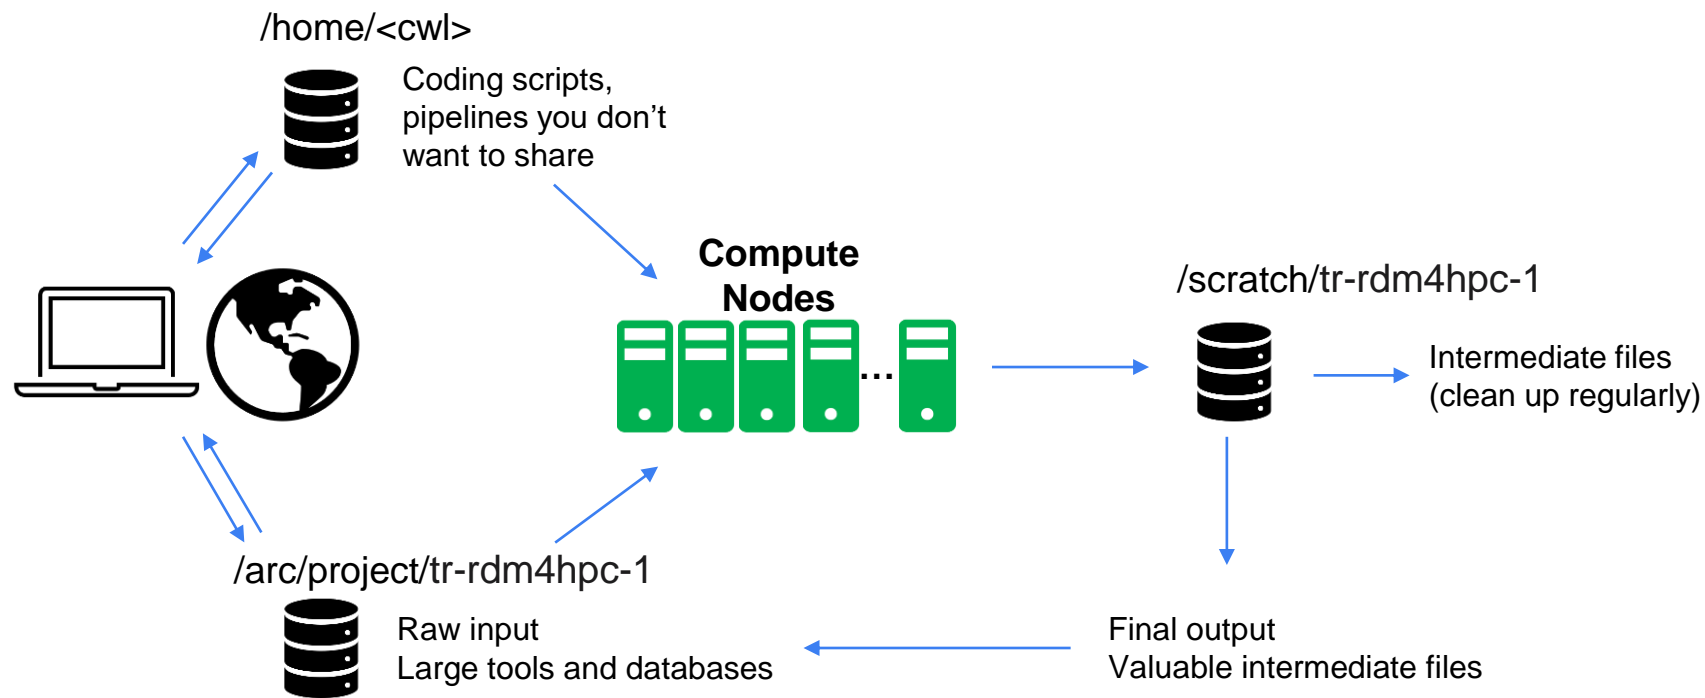 /home/<cwl>
Coding scripts,
pipelines you don’t
want to share
Compute
Nodes
...
/scratch/tr-rdm4hpc-1
Intermediate files
(clean up regularly)
/arc/project/tr-rdm4hpc-1
Raw input
Large tools and databases
Final output
Valuable intermediate files